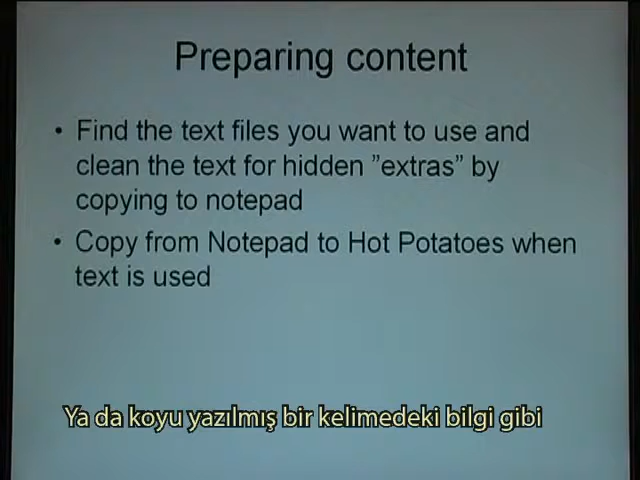 Preparing content
• Find the text files you want to use and
clean the text for hidden ”extras” by
copying to notepad
• Copy from Notepad to Hot Potatoes when
text is used
Ya da koyu yazılmış bir kelimedeki bilgi gibi